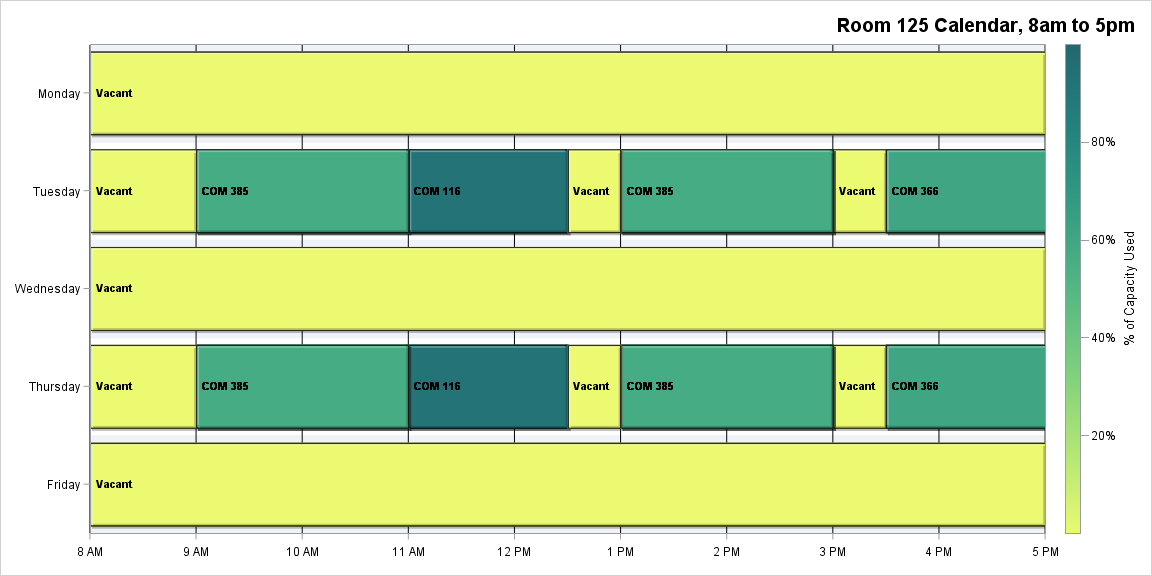 Room 125 Calendar, 8am to 5pm
Monday
Vacant
Tuesday
Vacant
COM 385
COM 116
Vacant
COM 385
Vacant
COM 366
Wednesday
Vacant
Thursday
Vacant
COM 385
COM 116
Vacant
COM 385
Vacant
COM 366
Friday
Vacant
8 AM
9 AM
10 AM
11 AM
12 PM
1 PM
2 PM
3 PM
4 PM
5 PM
80%
60%
40%
20%
% of Capacity Used